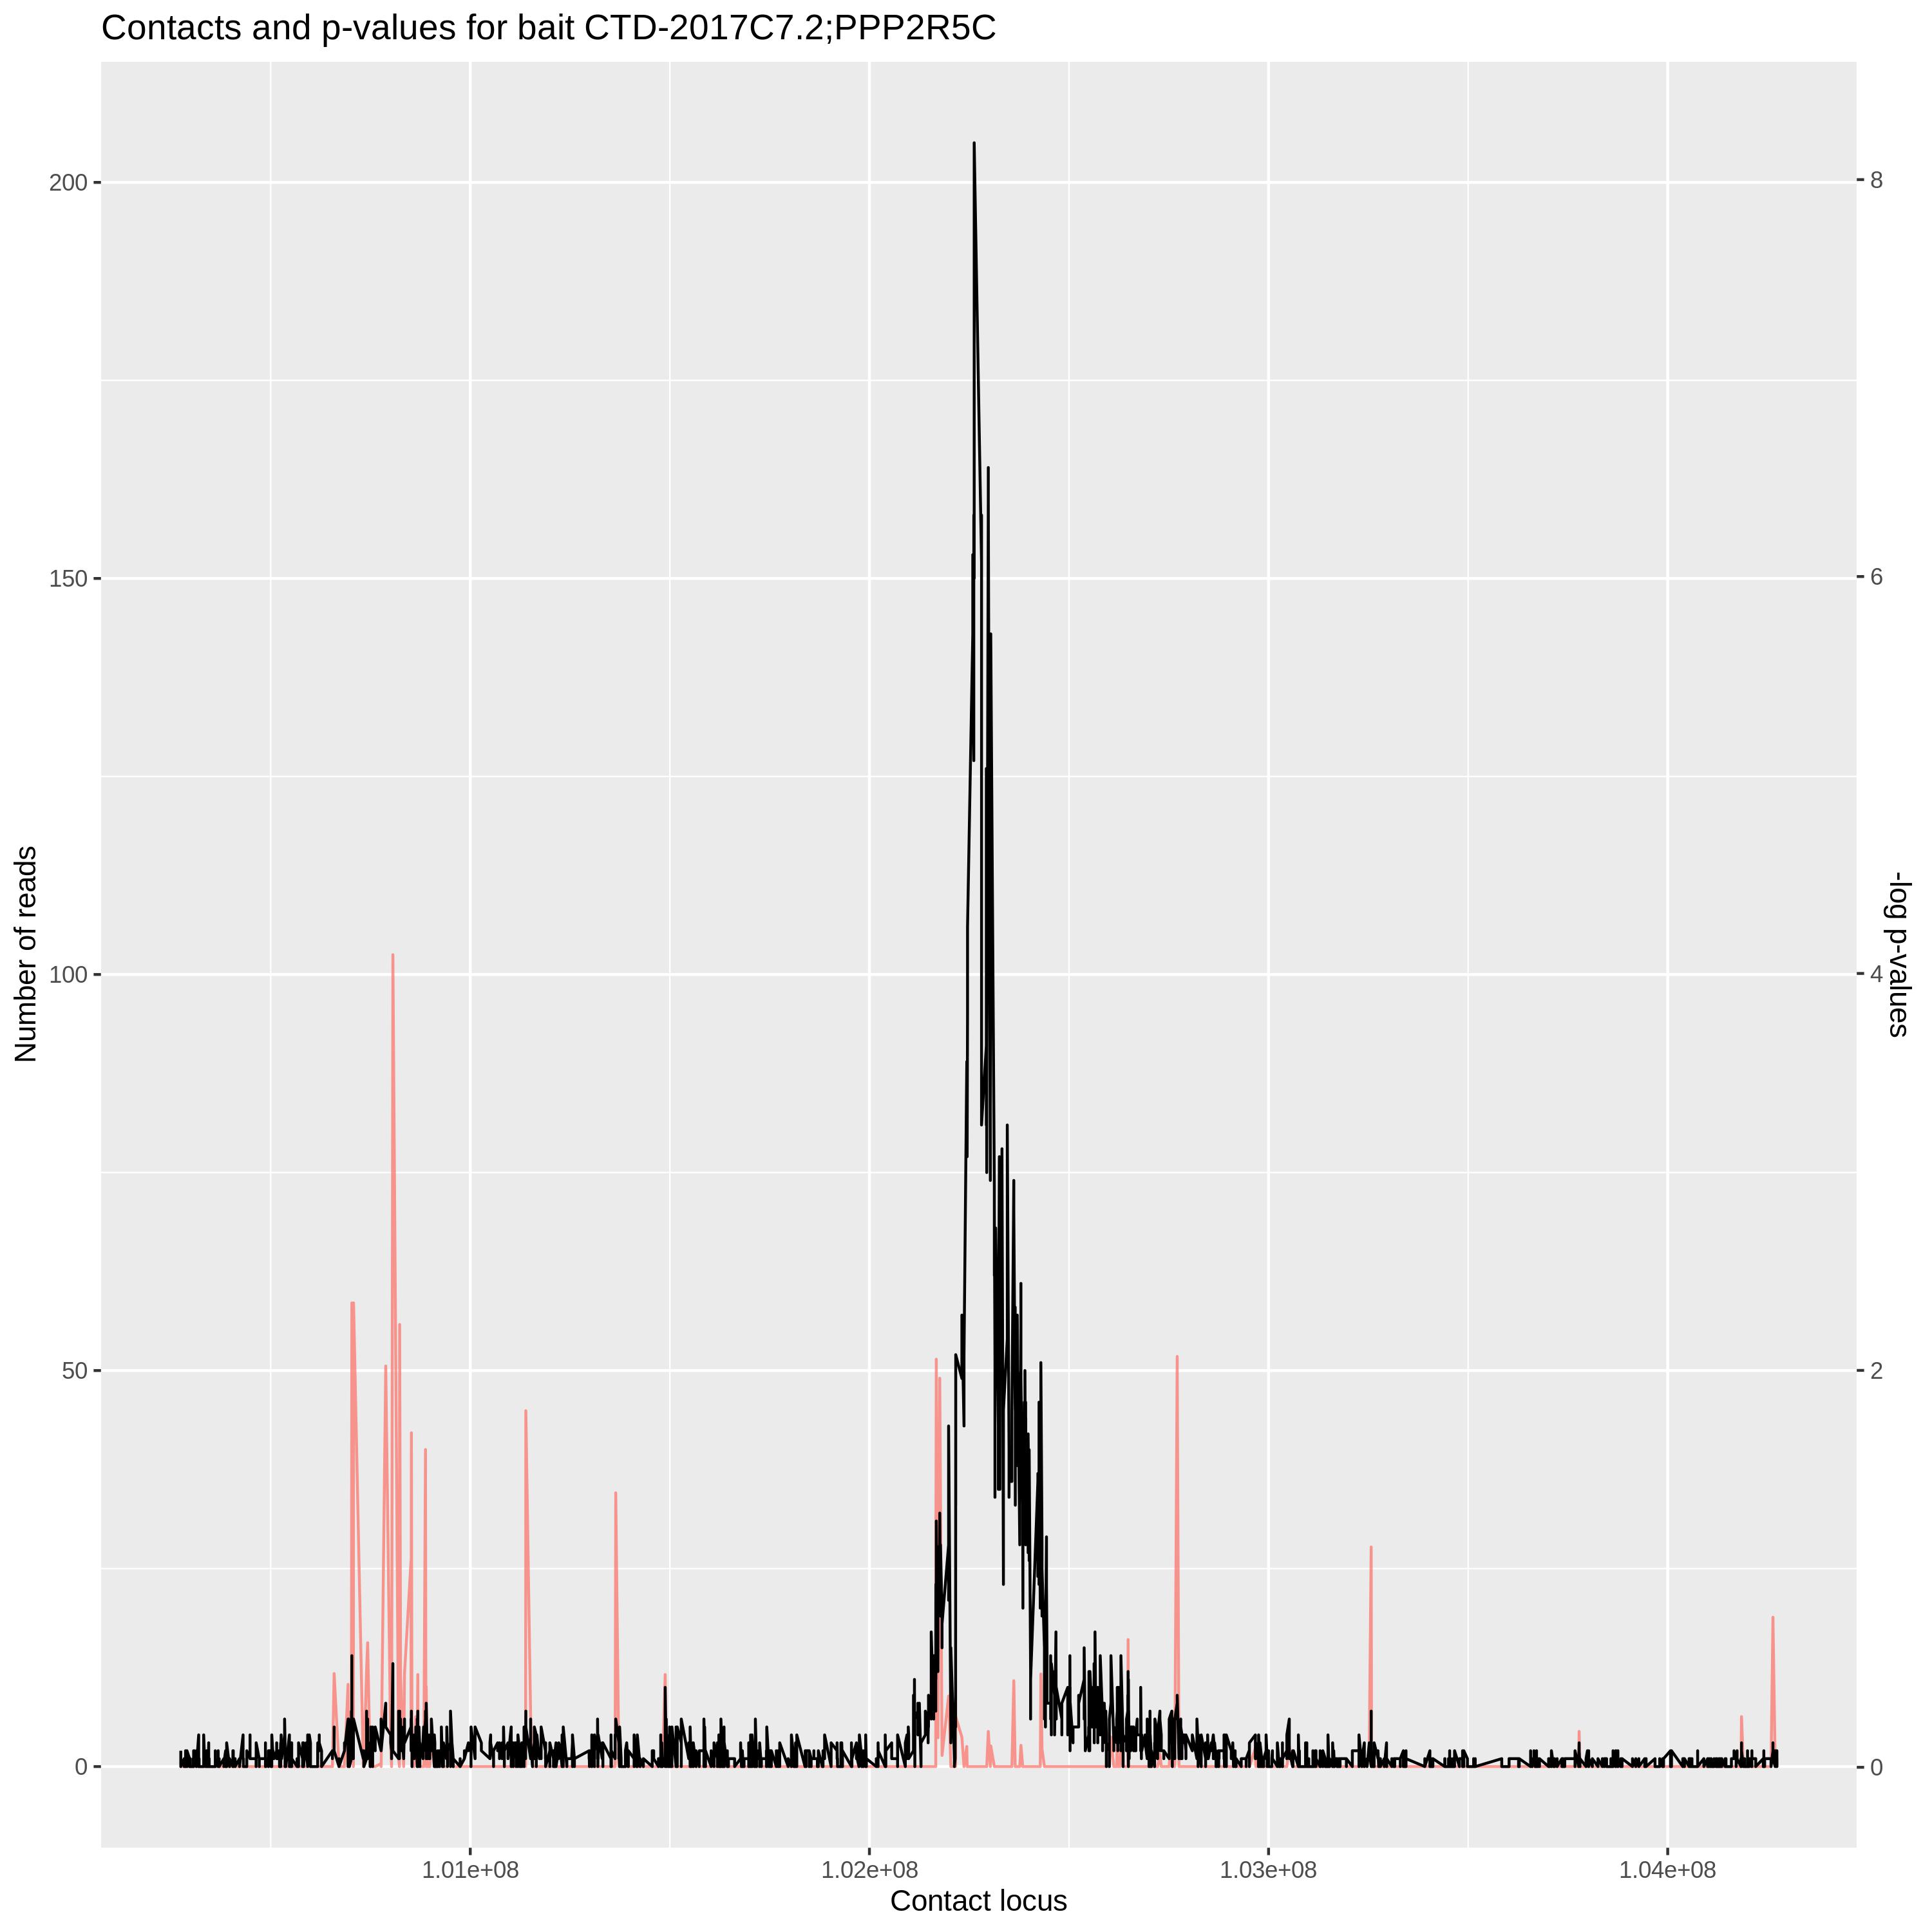 Contacts and p-values for bait CTD-2017C7.2;PPP2R5C
200
150
100
50
0
Number of reads
8
6
4
2
0
-log p-values
1.01e+08
1.02e+08
1.03e+08
1.04e+08
Contact locus